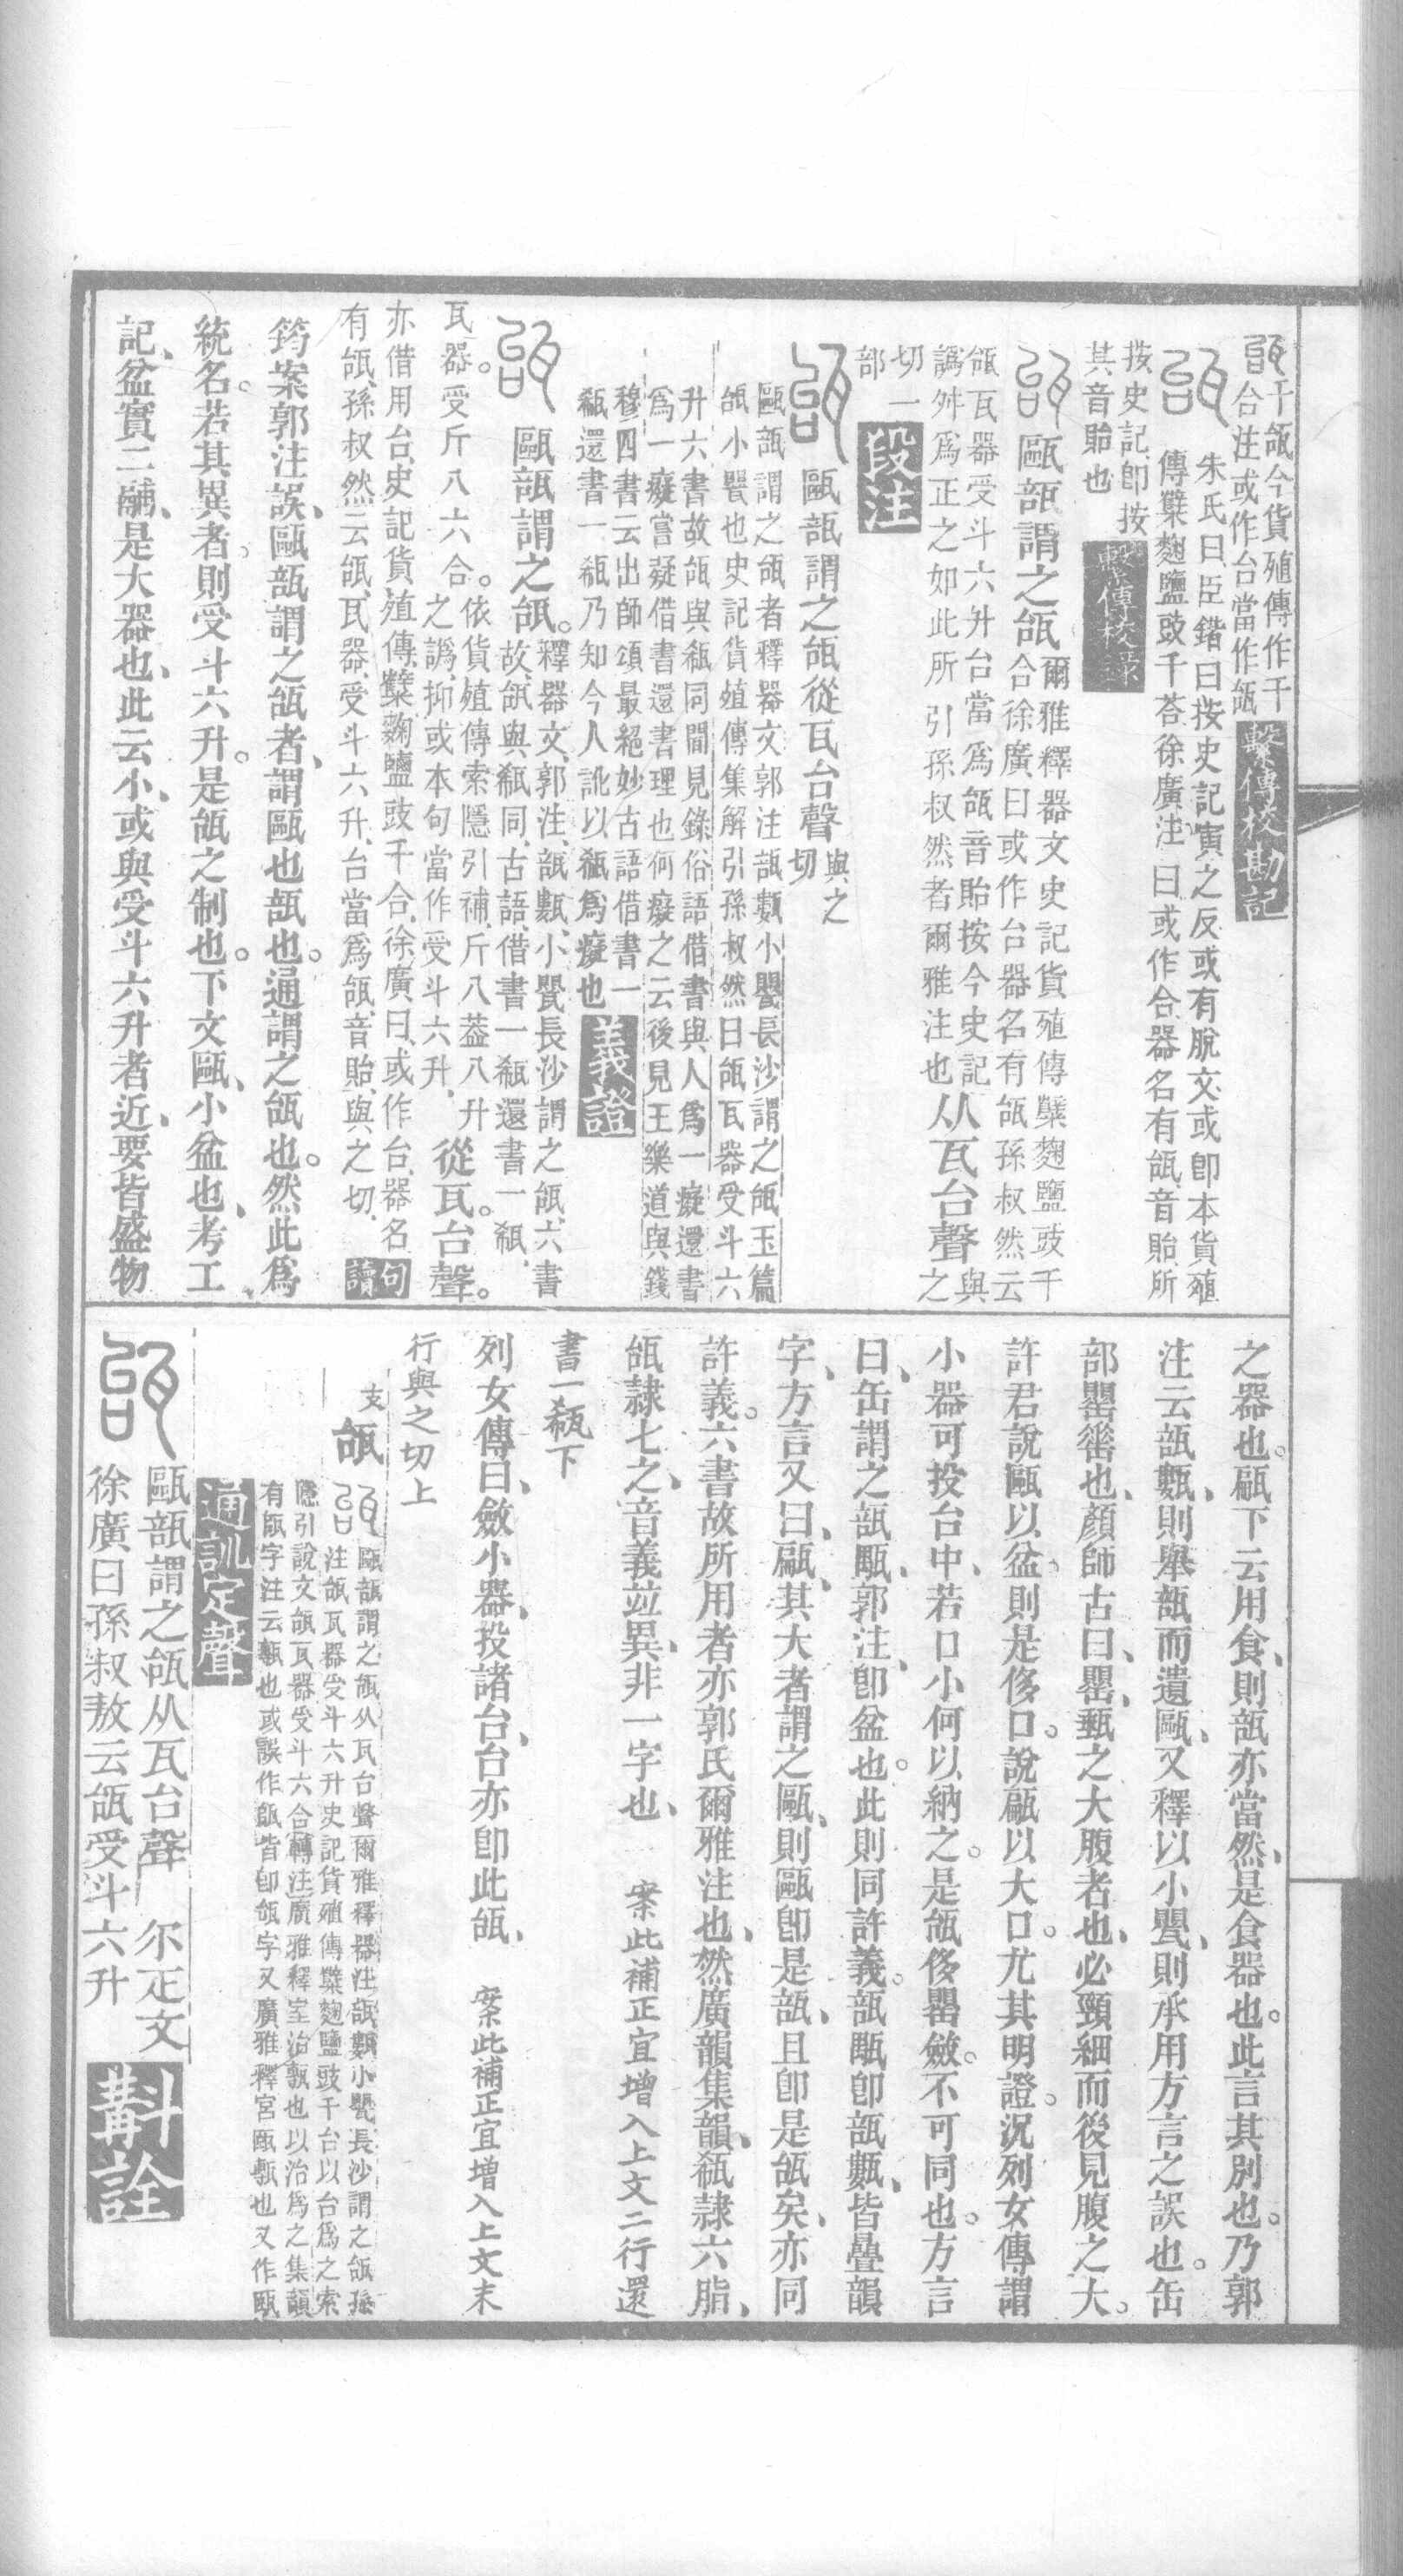 千瓵今貨殖傳作千
合注或作台當作瓵
繫傳校勘記
朱氏曰臣鍇曰按史記寅之反或有脫文或卽本貨殖
傳糱麴鹽豉千荅徐廣注曰或作合器名有瓵音貽所
按史記卽按
其音貽也
繫傳校錄
甌瓿謂之瓵
爾雅釋器文史記貨殖傳糱麴鹽豉千
合徐廣曰或作台器名有瓵孫叔然云
瓵瓦器受斗六升台當爲瓵音貽按今史記
譌舛爲正之如此所引孫叔然者爾雅注也
从瓦台聲
與
之
切一
部
段注
甌瓿謂之瓵從瓦台聲
與之
切
甌瓿謂之瓵者釋器文郭注瓿甊小罌長沙謂之瓵玉篇
瓵小甖也史記貨殖傳集解引孫叔然曰瓵瓦器受斗六
升六書故瓵與瓻同聞見錄俗語借書與人爲一癡還書
爲一癡嘗疑借書還書理也何癡之云後見王樂道與錢
穆四書云出師頌最絕妙古語借書一
瓻還書一瓻乃知今人訛以瓻爲癡也
義證
甌瓿謂之瓵。
釋器文、郭注、瓿甊、小罌長沙謂之瓵、六書
故、瓵與瓻同、古語、借書一瓻還書一瓻、
瓦器。受斤八六合。
依貨殖傳索隱引補、斤八葢八升
之譌、抑或本句當作受斗六升、
從瓦。台聲。
亦借用台、史記貨殖傳、糱麴鹽豉千合、徐廣曰、或作台、器名
有瓵、孫叔然云瓵、瓦器、受斗六升、台當爲瓵、音貽、與之切、
句讀
筠案郭注誤、甌瓿謂之瓵者、謂甌也瓿也。通謂之瓵也。然此爲
統名。若其異者。則受斗六升。是瓵之制也。下文甌、小盆也、考工
記、盆實二鬴、是大器也、此云小、或與受斗六升者近、要皆盛物
之器也。㼐下云用食、則瓿亦當然、是食器也。此言其別也。乃郭
注云瓿甊、則舉瓿而遺甌、又釋以小罌、則承用方言之誤也。缶
部罌䍃也、顏師古曰、罌、甀之大腹者也、必頸細而後見腹之大。
許君說甌以盆。則是侈口。說㼐以大口。尤其明證。況列女傳謂
小器可投台中、若口小何以納之。是瓵侈罌斂。不可同也。方言
曰、缶謂之瓿㼜、郭注、卽盆也。此則同許義。瓿㼜卽瓿甊、皆疊韻
字、方言又曰、㼐、其大者謂之甌、則甌卽是瓿、且卽是瓵矣、亦同
許義。六書故所用者亦郭氏爾雅注也、然廣韻集韻、瓻隸六脂、
瓵隸七之、音義竝異、非一字也、 案此補正宜增入上文二行還
書一瓻下
列女傳曰、斂小器、投諸台、台亦卽此瓵、 案此補正宜增入上文末
行與之切上
支
瓵
甌瓿謂之瓵从瓦台聲爾雅釋器注瓿甊小罌長沙謂之瓵孫
注瓵瓦器受斗六升史記貨殖傳糱麴鹽豉千台以台爲之索
隱引說文瓵瓦器受斗六合轉注廣雅釋室治甎也以治爲之集韻
有㼢字注云甎也或誤作㼢皆卽瓵字又廣雅釋宮甌甎也又作甌
通訓定聲
甌瓿謂之瓵从瓦台聲 尔疋文
徐廣曰孫叔敖云瓵受斗六升
斠詮